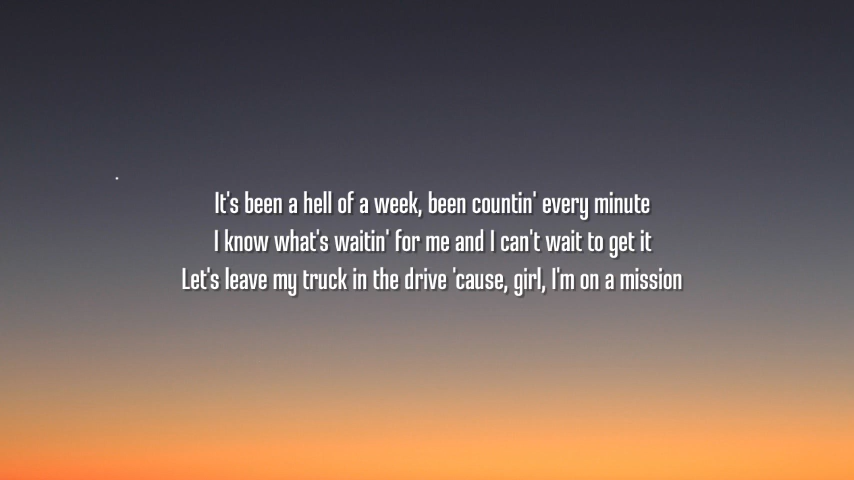 It's been a hell of a week, been countin' every minute
I know what's waitin' for me and I can't wait to get it
Let's leave my truck in the drive 'cause, girl, I'm on a mission